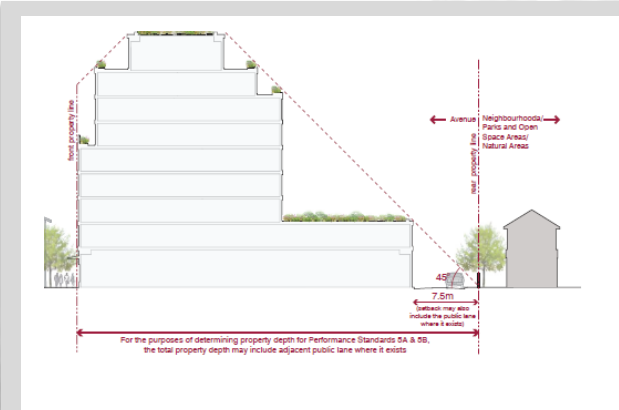 front property line
Avenue
Neighbourhooda/
Parks and Open
Space Areas/
Natural Areas
rear property line
45°
7.5m
(setback may also
include the public lane
where it exists)
For the purposes of determining property depth for Performance Standards 5A & 5B,
the total property depth may include adjacent public lane where it exists